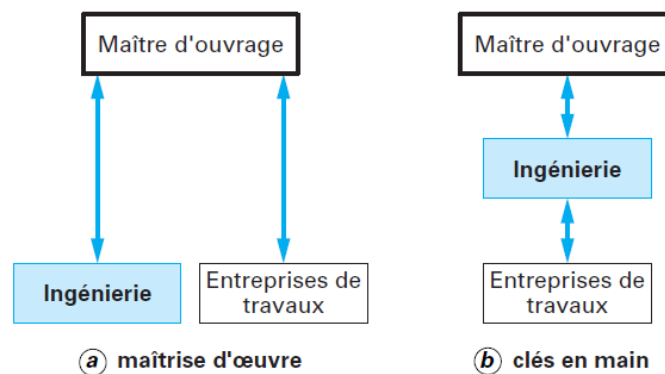 Maître d'ouvrage
Ingénierie
Entreprises de
travaux
a maîtrise d'œuvre
Maître d'ouvrage
Ingénierie
Entreprises de
travaux
b clés en main